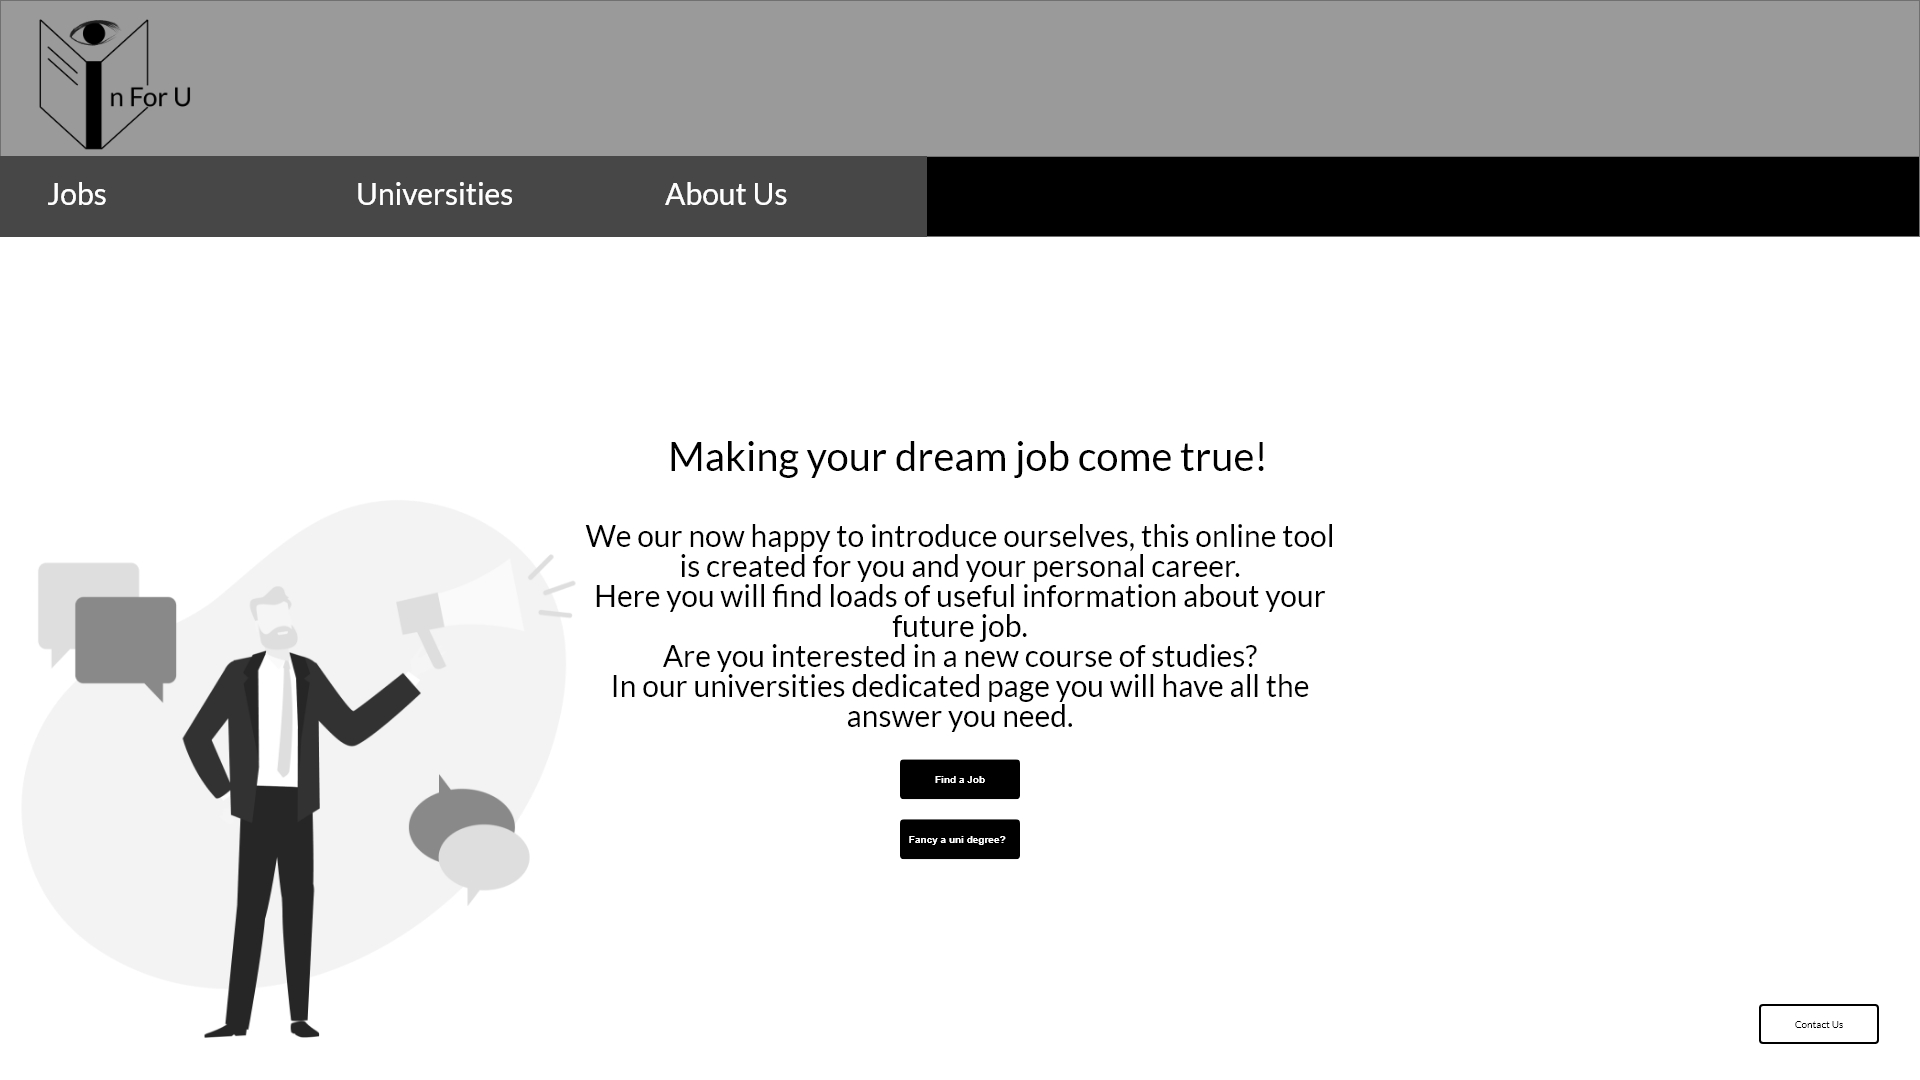 n For U
Jobs
Universities
About Us
Making your dream job come true!
We our now happy to introduce ourselves, this online tool
is created for you and your personal career.
Here you will find loads of useful information about your
future job.
Are you interested in a new course of studies?
In our universities dedicated page you will have all the
answer you need.
Find a Job
Fancy a uni degree?
Contact Us